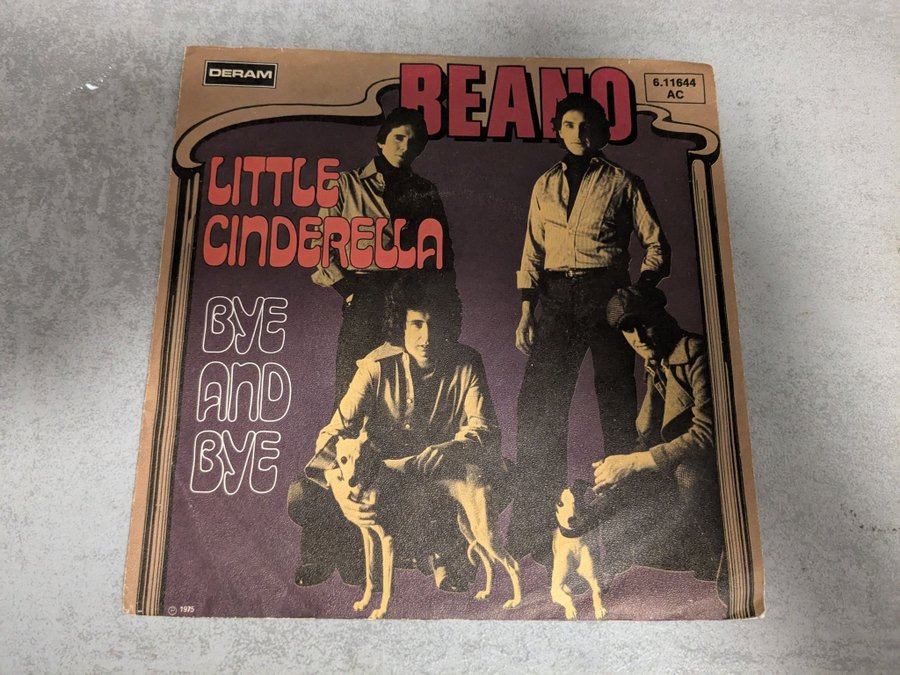 DERAM
BEANO
6.11644
AC
LITTLE
CINDERELLA
BYE
AND
BYE
℗ 1975